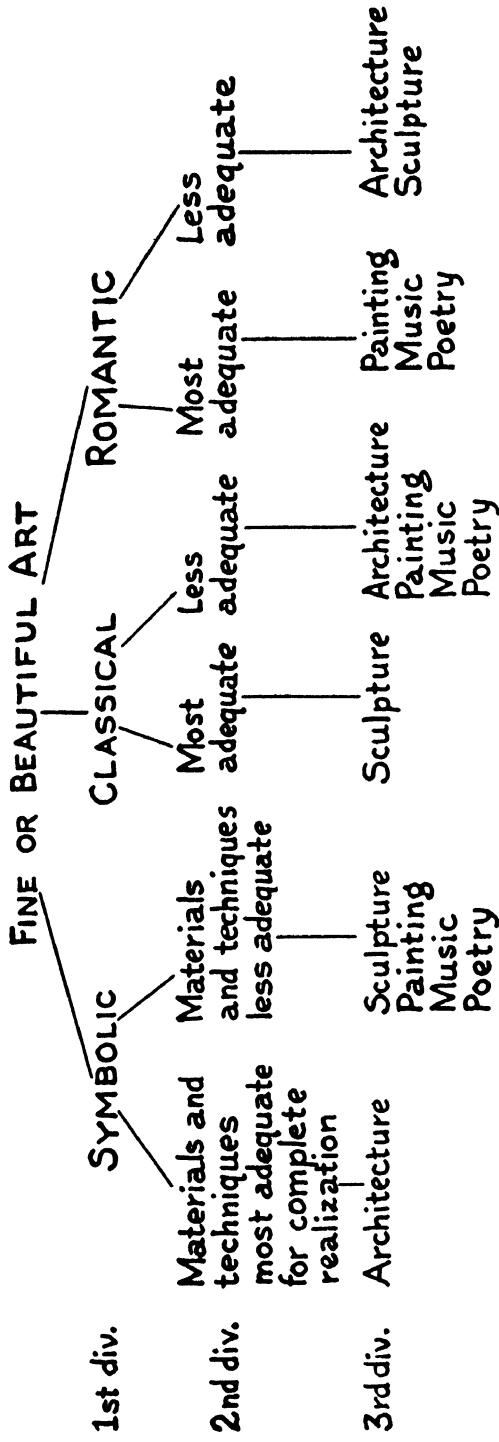 FINE OR BEAUTIFUL ART
1st div.
SYMBOLIC
CLASSICAL
ROMANTIC
2nd div.
Materials and
techniques
most adequate
for complete
realization
Materials
and techniques
less adequate
Most
adequate
Less
adequate
Most
adequate
Less
adequate
3rd div.
Architecture
Sculpture
Painting
Music
Poetry
Sculpture
Architecture
Painting
Music
Poetry
Painting
Music
Poetry
Architecture
Sculpture